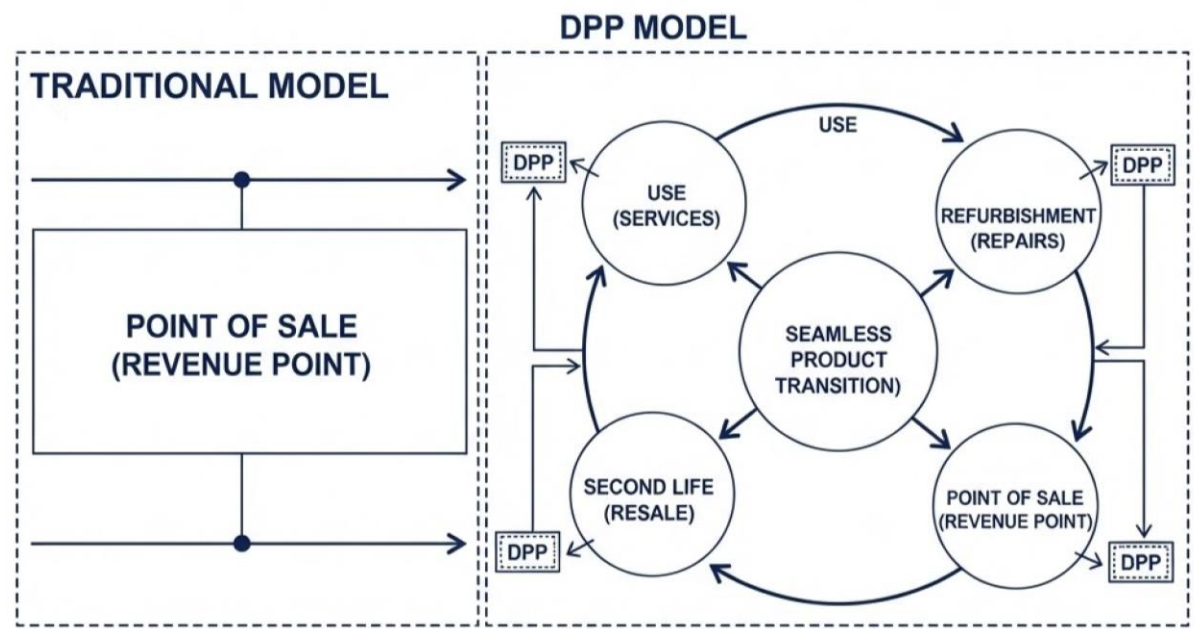 DPP MODEL
TRADITIONAL MODEL
POINT OF SALE
(REVENUE POINT)
USE
DPP
USE
(SERVICES)
REFURBISHMENT
(REPAIRS)
DPP
SEAMLESS
PRODUCT
TRANSITION)
SECOND LIFE
(RESALE)
DPP
POINT OF SALE
(REVENUE POINT)
DPP